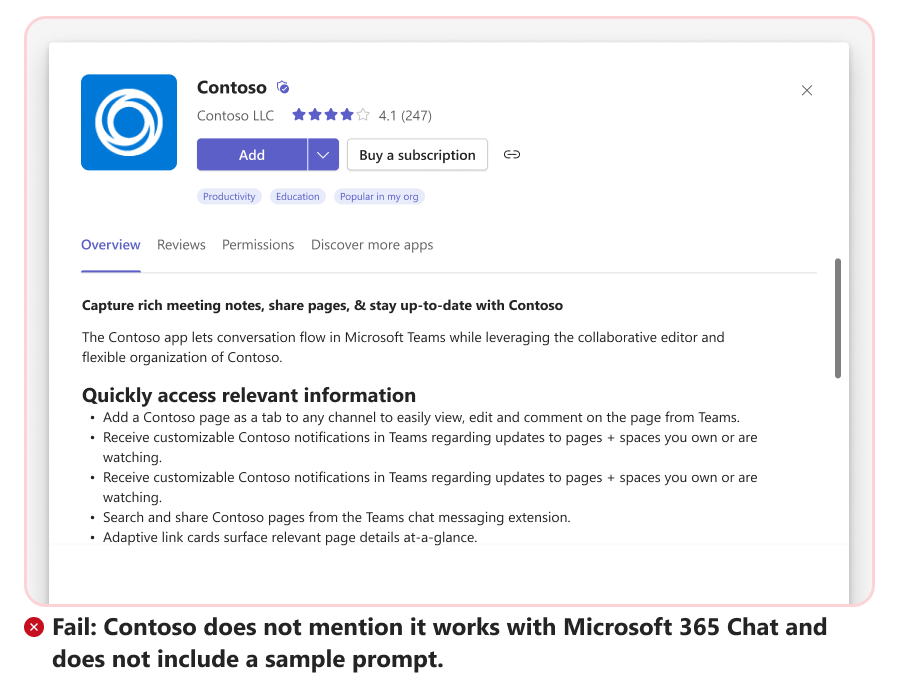 Contoso
Contoso LLC 4.1 (247)
Add Buy a subscription
Productivity Education Popular in my org
Overview Reviews Permissions Discover more apps
Capture rich meeting notes, share pages, & stay up-to-date with Contoso
The Contoso app lets conversation flow in Microsoft Teams while leveraging the collaborative editor and
flexible organization of Contoso.
Quickly access relevant information
• Add a Contoso page as a tab to any channel to easily view, edit and comment on the page from Teams.
• Receive customizable Contoso notifications in Teams regarding updates to pages + spaces you own or are
watching.
• Receive customizable Contoso notifications in Teams regarding updates to pages + spaces you own or are
watching.
• Search and share Contoso pages from the Teams chat messaging extension.
• Adaptive link cards surface relevant page details at-a-glance.
Fail: Contoso does not mention it works with Microsoft 365 Chat and
does not include a sample prompt.